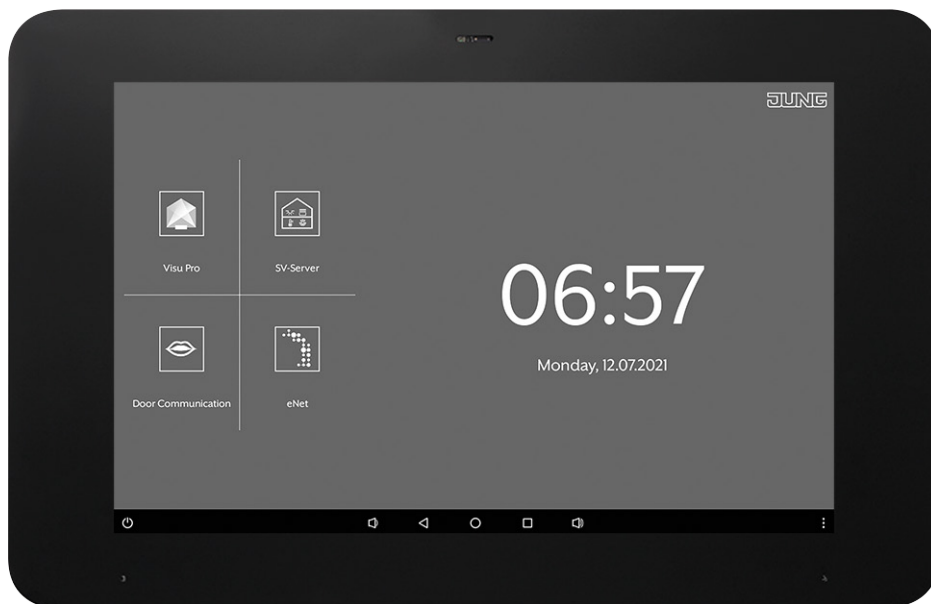 JUNG
Visu Pro
SV-Server
Door Communication
eNet
06:57
Monday, 12.07.2021